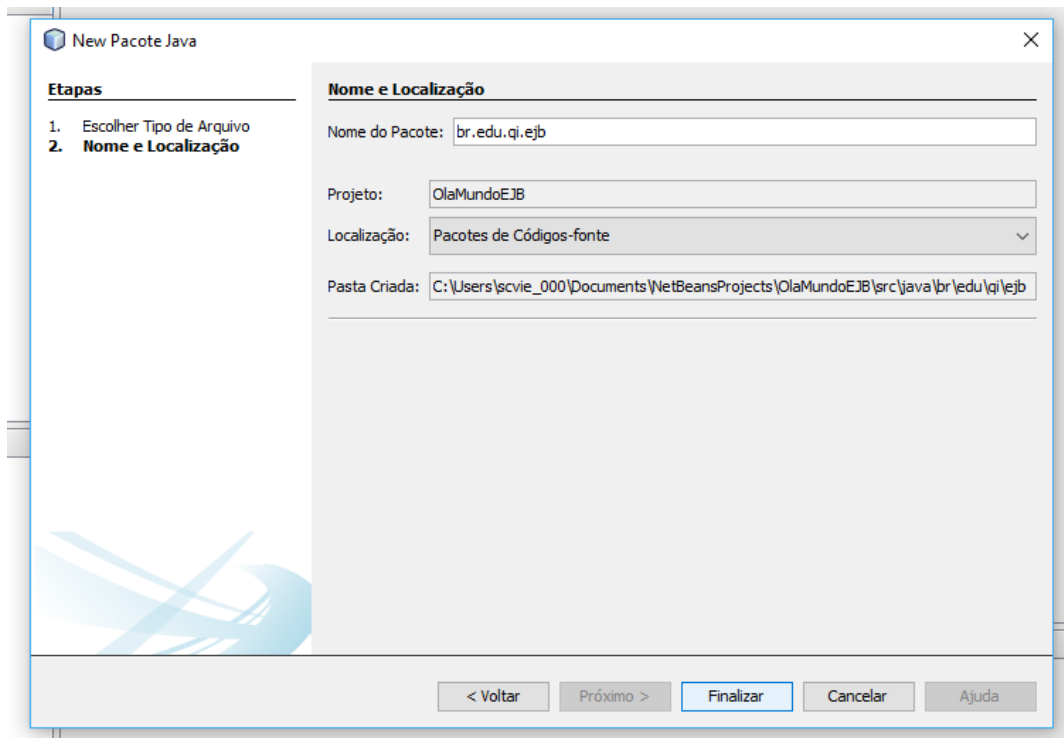 New Pacote Java
Etapas
1. Escolher Tipo de Arquivo
2. Nome e Localização
Nome e Localização
Nome do Pacote: br.edu.qi.ejb
Projeto: OlaMundoEJB
Localização: Pacotes de Códigos-fonte
Pasta Criada: C:\Users\scvie_000\Documents\NetBeansProjects\OlaMundoEJB\src\java\br\edu\qi\ejb
< Voltar Próximo > Finalizar Cancelar Ajuda